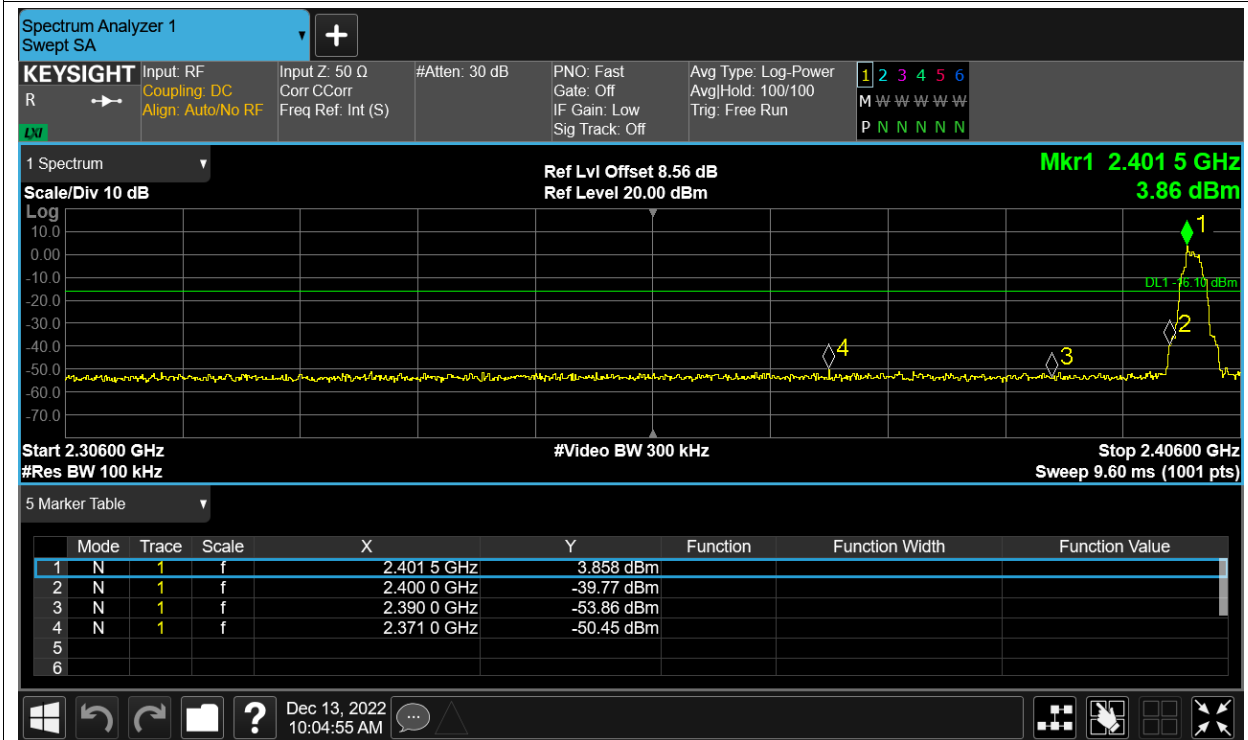 Spectrum Analyzer 1
Swept SA
+
KEYSIGHT Input: RF Input Z: 50 Ω #Atten: 30 dB PNO: Fast Avg Type: Log-Power 1 2 3 4 5 6
R Coupling: DC Corr CCorr Gate: Off Avg|Hold: 100/100 M W W W W W
Align: Auto/No RF Freq Ref: Int (S) IF Gain: Low Trig: Free Run
LXI Sig Track: Off P N N N N N
1 Spectrum Ref Lvl Offset 8.56 dB Mkr1 2.401 5 GHz
Scale/Div 10 dB Ref Level 20.00 dBm 3.86 dBm
Log
10.0 1
0.00
-10.0 DL1 -16.10 dBm
-20.0
-30.0 2
-40.0 4 3
-50.0
-60.0
-70.0
Start 2.30600 GHz #Video BW 300 kHz Stop 2.40600 GHz
#Res BW 100 kHz Sweep 9.60 ms (1001 pts)
5 Marker Table
Mode Trace Scale X Y Function Function Width Function Value
1 N 1 f 2.401 5 GHz 3.858 dBm
2 N 1 f 2.400 0 GHz -39.77 dBm
3 N 1 f 2.390 0 GHz -53.86 dBm
4 N 1 f 2.371 0 GHz -50.45 dBm
5
6
? Dec 13, 2022
10:04:55 AM